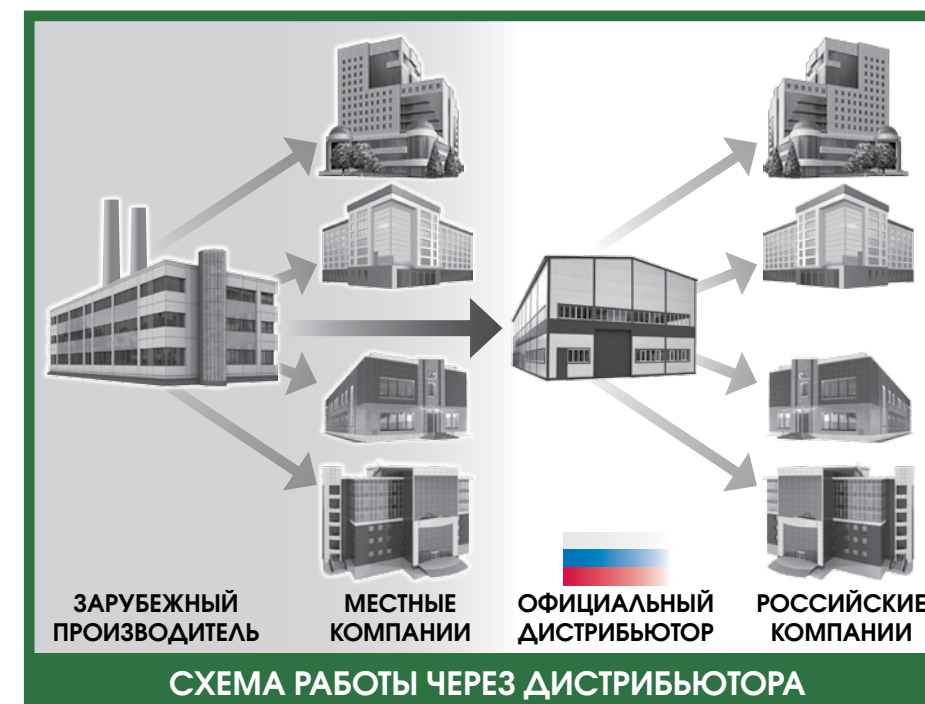 ЗАРУБЕЖНЫЙ
ПРОИЗВОДИТЕЛЬ
МЕСТНЫЕ
КОМПАНИИ
ОФИЦИАЛЬНЫЙ
ДИСТРИБЬЮТОР
РОССИЙСКИЕ
КОМПАНИИ
СХЕМА РАБОТЫ ЧЕРЕЗ ДИСТРИБЬЮТОРА